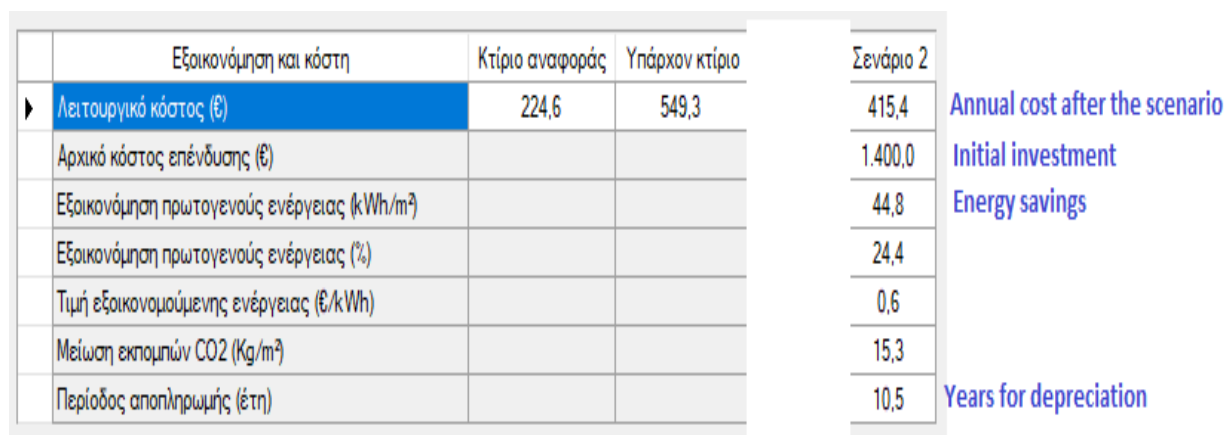 Εξοικονόμηση και κόστη Κτίριο αναφοράς Υπάρχον κτίριο Σενάριο 2
Λειτουργικό κόστος (€) 224,6 549,3 415,4 Annual cost after the scenario
Αρχικό κόστος επένδυσης (€) 1.400,0 Initial investment
Εξοικονόμηση πρωτογενούς ενέργειας (kWh/m²) 44,8 Energy savings
Εξοικονόμηση πρωτογενούς ενέργειας (%) 24,4
Τιμή εξοικονομούμενης ενέργειας (€/kWh) 0,6
Μείωση εκπομπών CO2 (Kg/m²) 15,3
Περίοδος αποπληρωμής (έτη) 10,5 Years for depreciation